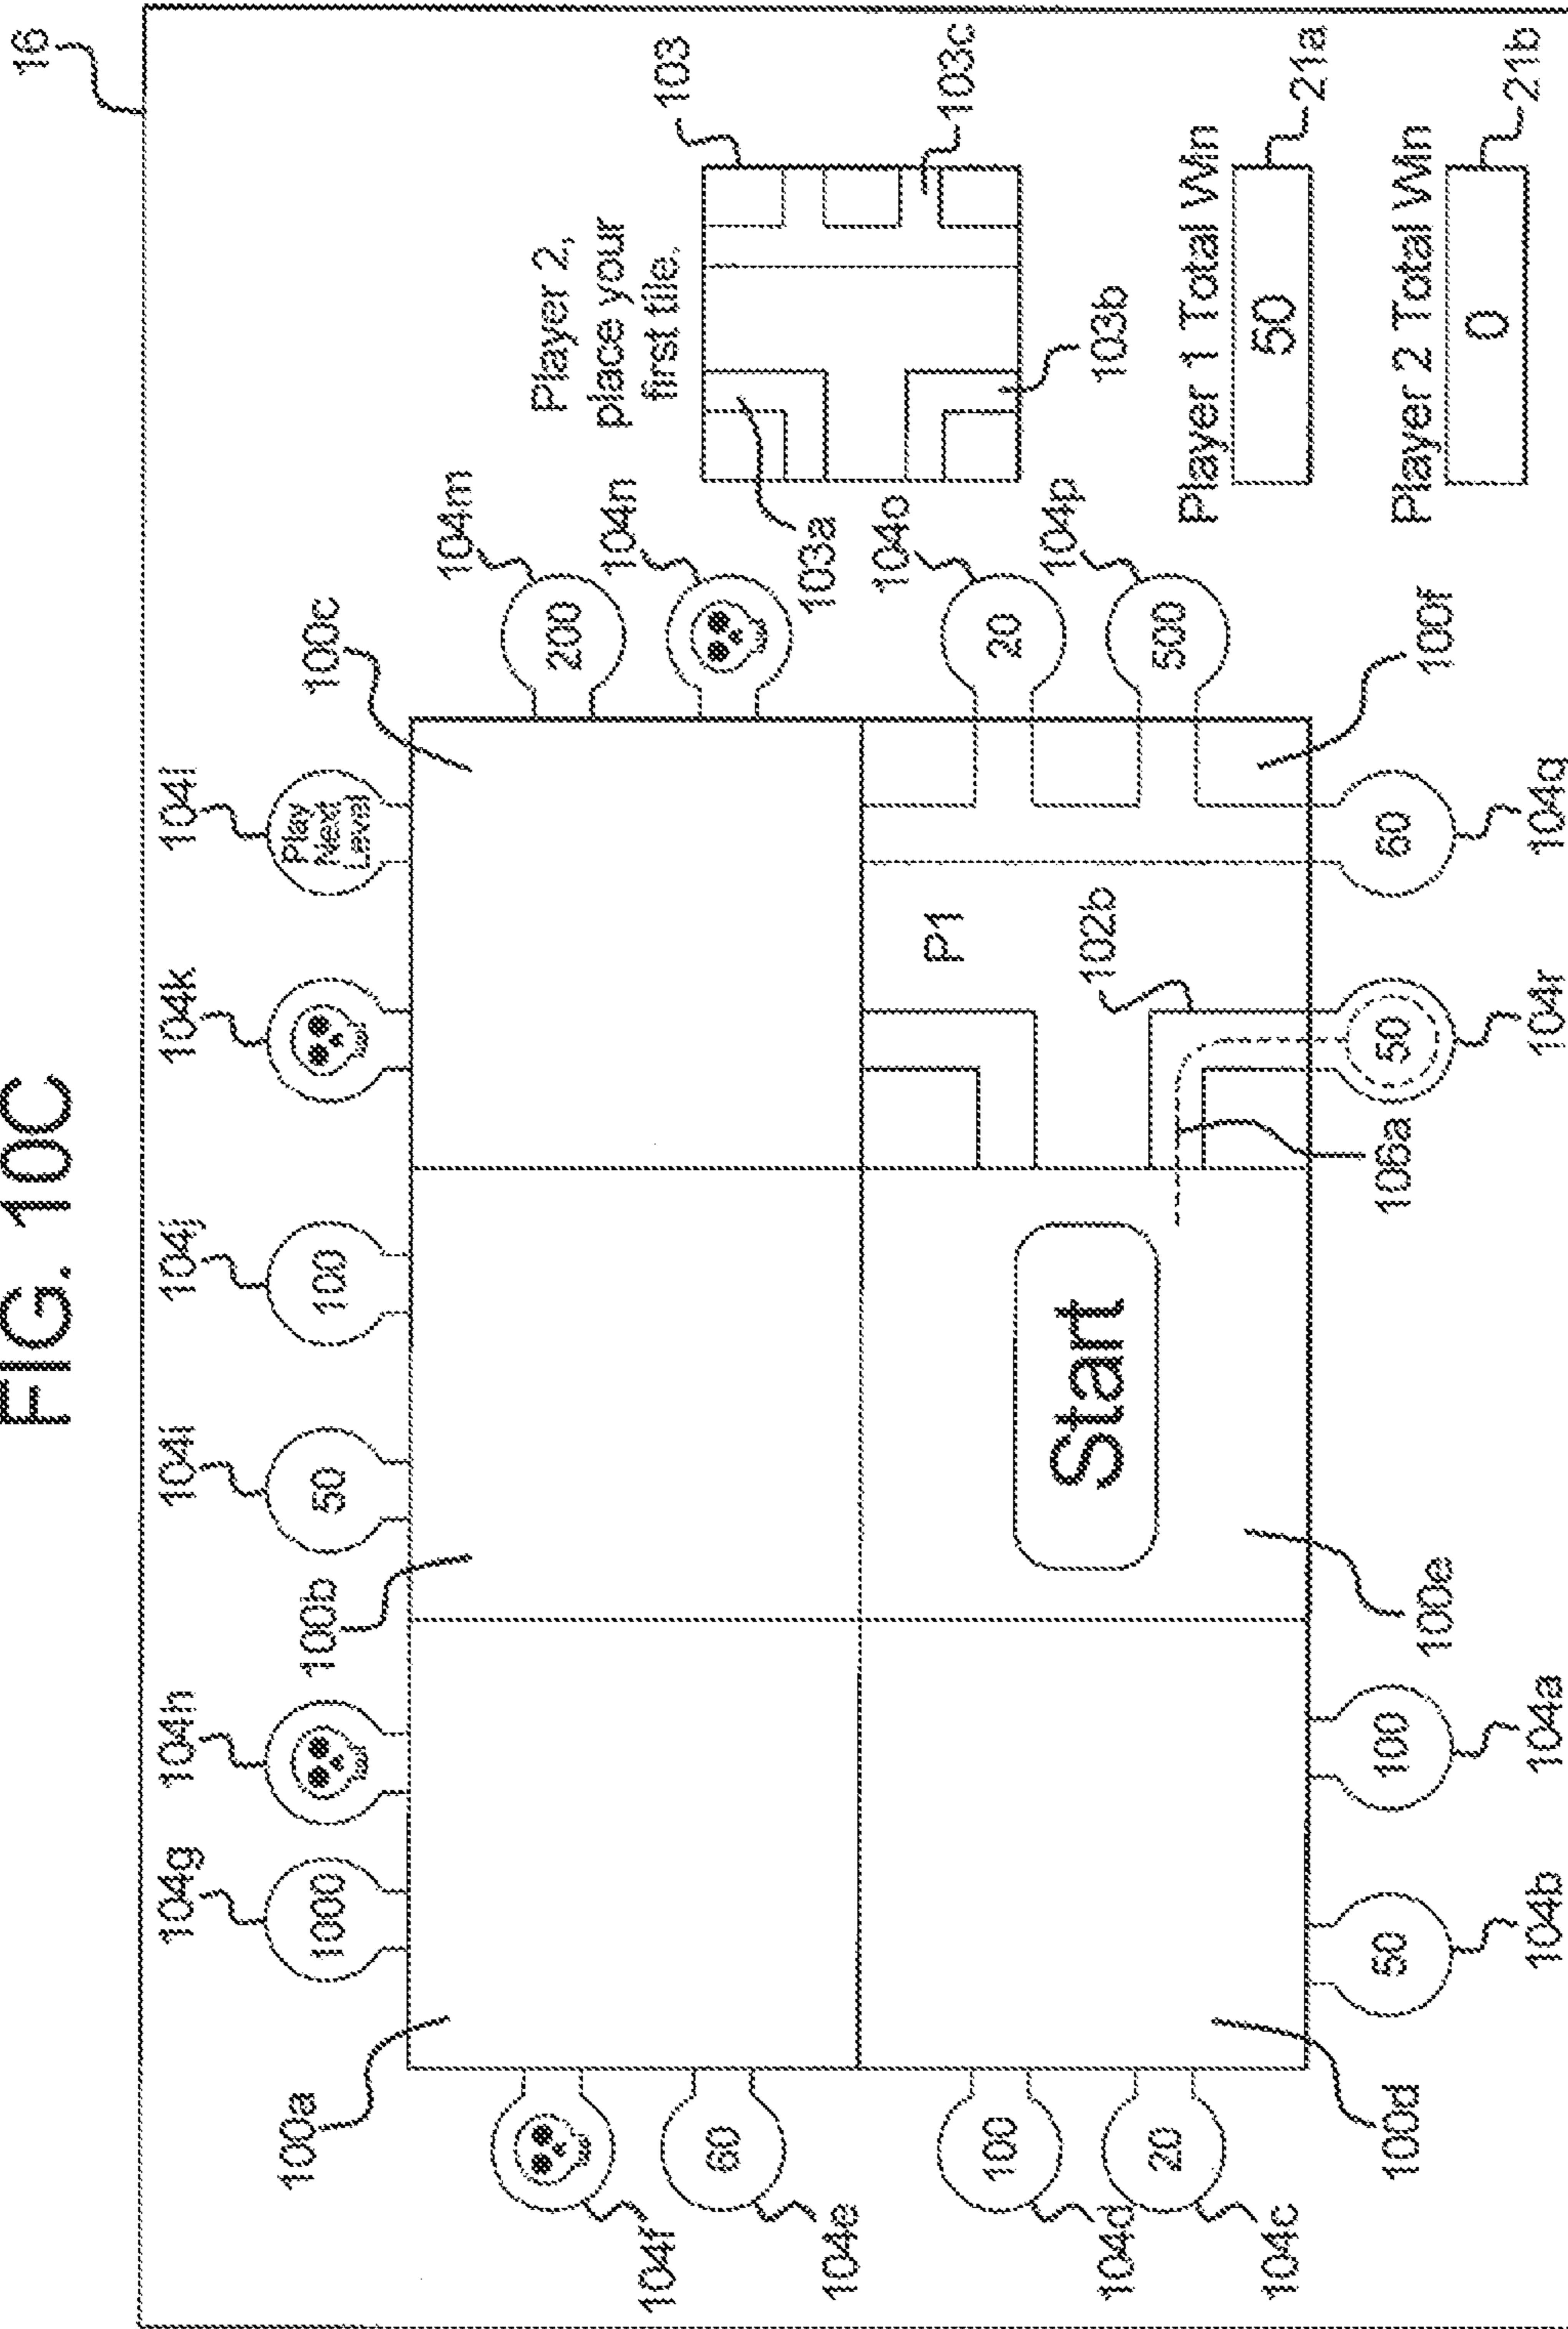 FIG. 10C
16
104g
104h
104i
104j
104k
104l
1000
50
100
Play
Next
Level
100a
100b
100c
104m
200
104n
104f
60
104e
Player 2,
place your
first tile.
103
103a
103b
103c
100
104d
20
104c
Start
P1
102b
106a
20
104o
500
104p
100d
100e
100f
50
104b
100
104a
50
104r
60
104q
Player 1 Total Win
50
21a
Player 2 Total Win
0
21b